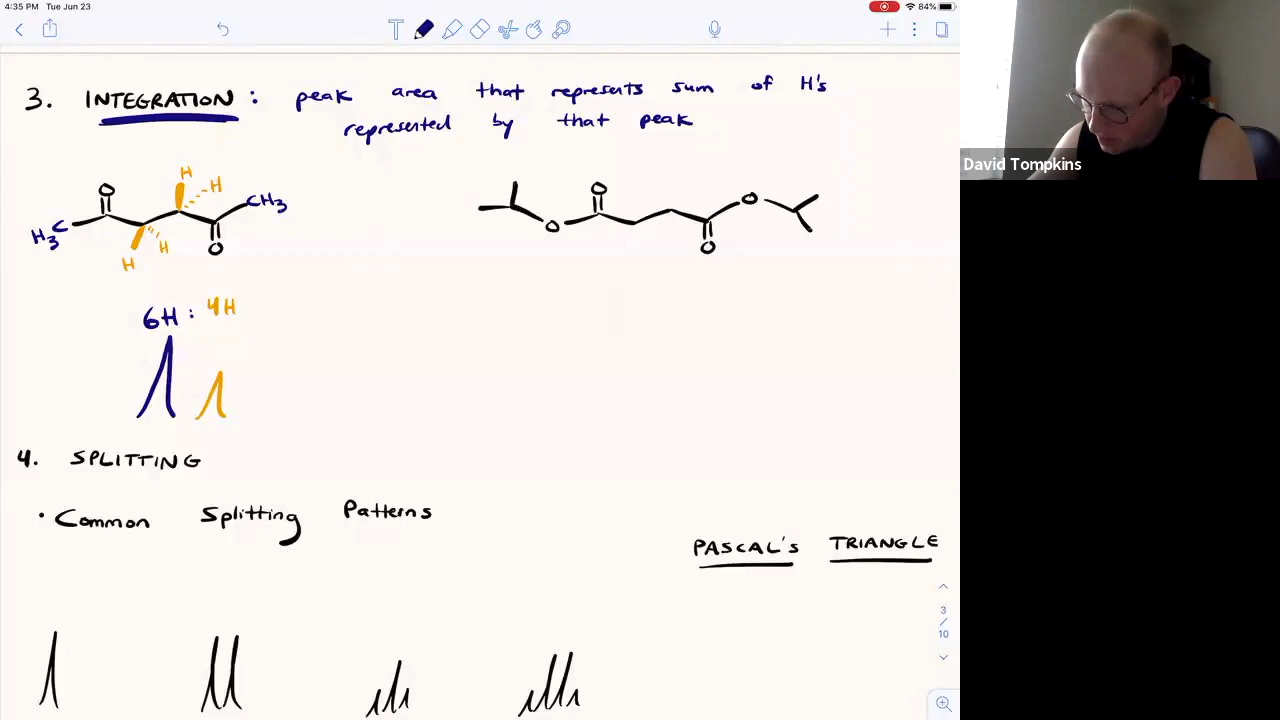 4:35 PM Tue Jun 23
84%
T
3. INTEGRATION: peak area that represents sum of H's
represented by that peak
H
H
O
CH3
H3C
H
H
O
O
O
O
O
6H: 4H
4. SPLITTING
• Common Splitting Patterns
PASCAL'S TRIANGLE
3
/
10
David Tompkins